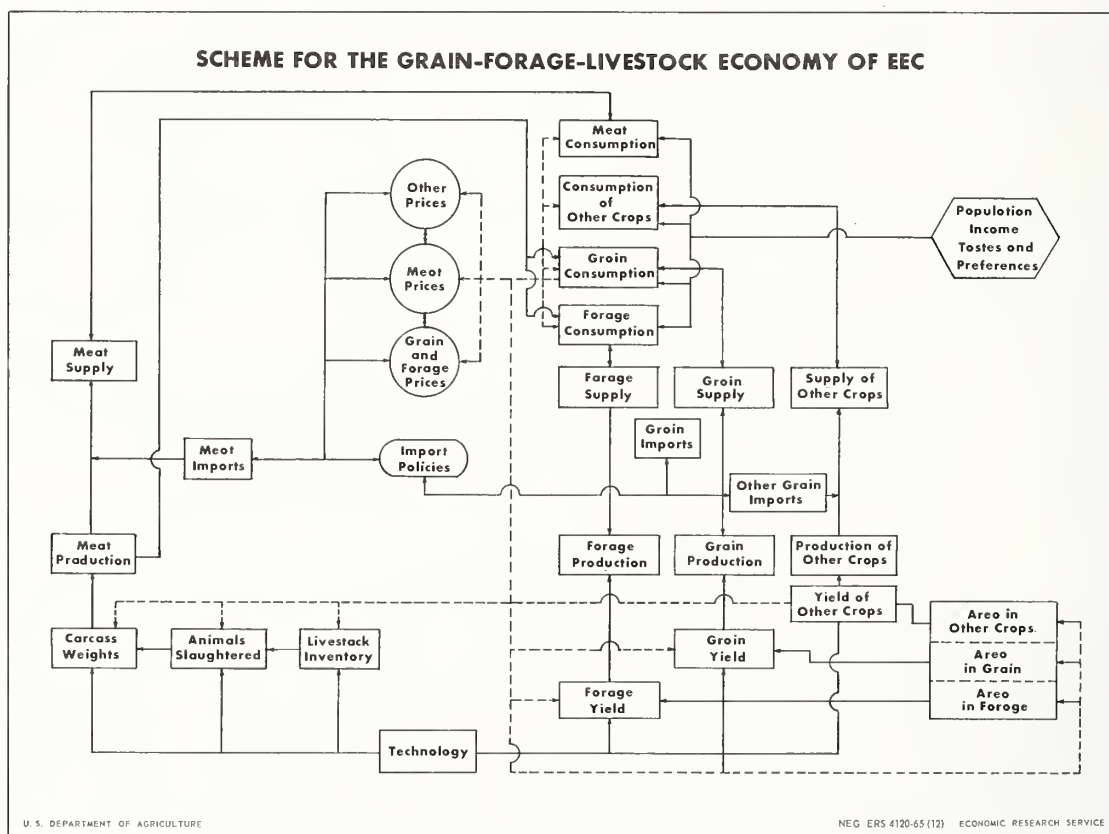 SCHEME FOR THE GRAIN-FORAGE-LIVESTOCK ECONOMY OF EEC
Meat
Consumption
Other
Prices
Consumption
of
Other Crops
Population
Income
Tostes and
Preferences
Meot
Prices
Groin
Consumption
Forage
Consumption
Grain
and
Forage
Prices
Meat
Supply
Farage
Supply
Groin
Supply
Supply of
Other Crops
Groin
Imports
Meot
Imports
Import
Policies
Other Grain
Imports
Meat
Production
Forage
Production
Grain
Production
Production of
Other Crops
Yield of
Other Crops
Areo in
Other Crops.
Carcass
Weights
Animals
Slaughtered
Livestack
Inventory
Groin
Yield
Areo
in Grain
Forage
Yield
Areo
in Foroge
Technology
U. S. DEPARTMENT OF AGRICULTURE
NEG ERS 4120-65 (12) ECONOMIC RESEARCH SERVICE